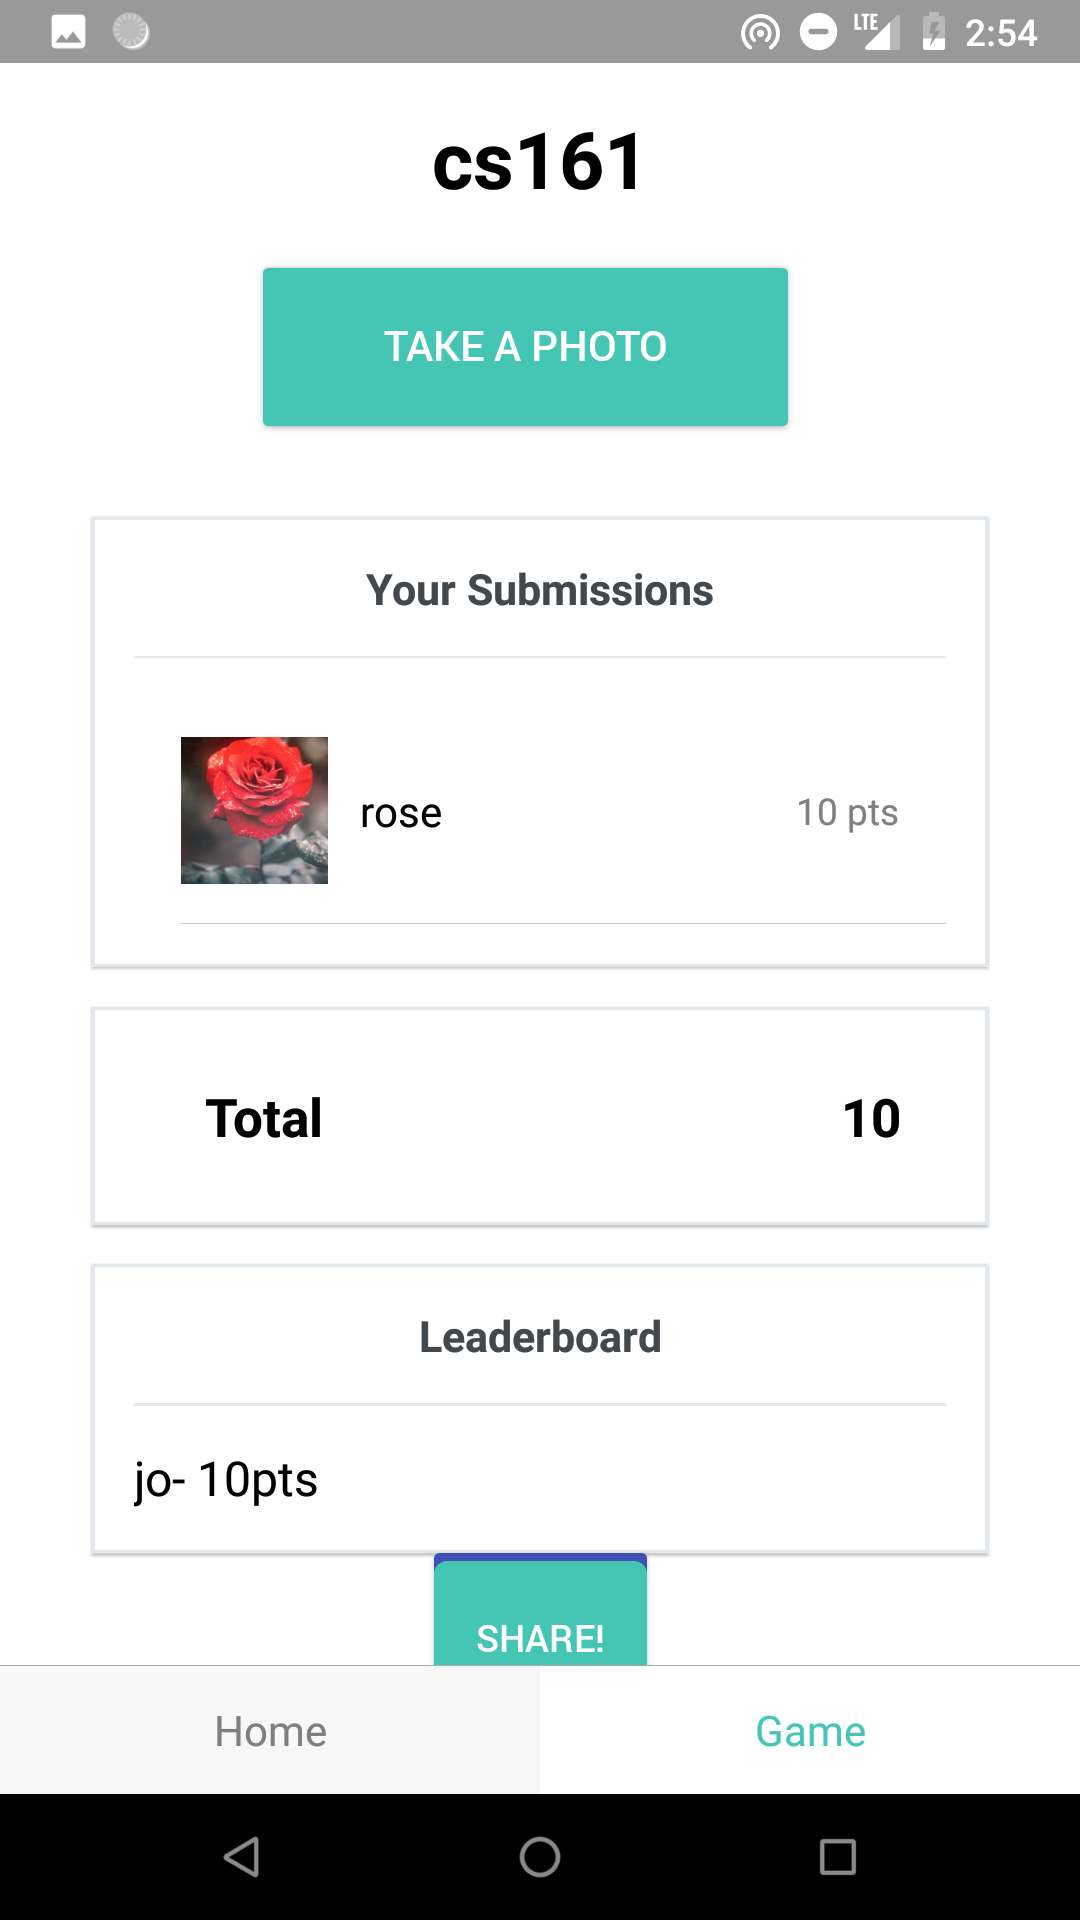 LTE 2:54
cs161
TAKE A PHOTO
Your Submissions
rose 10 pts
Total 10
Leaderboard
jo- 10pts
SHARE!
Home Game